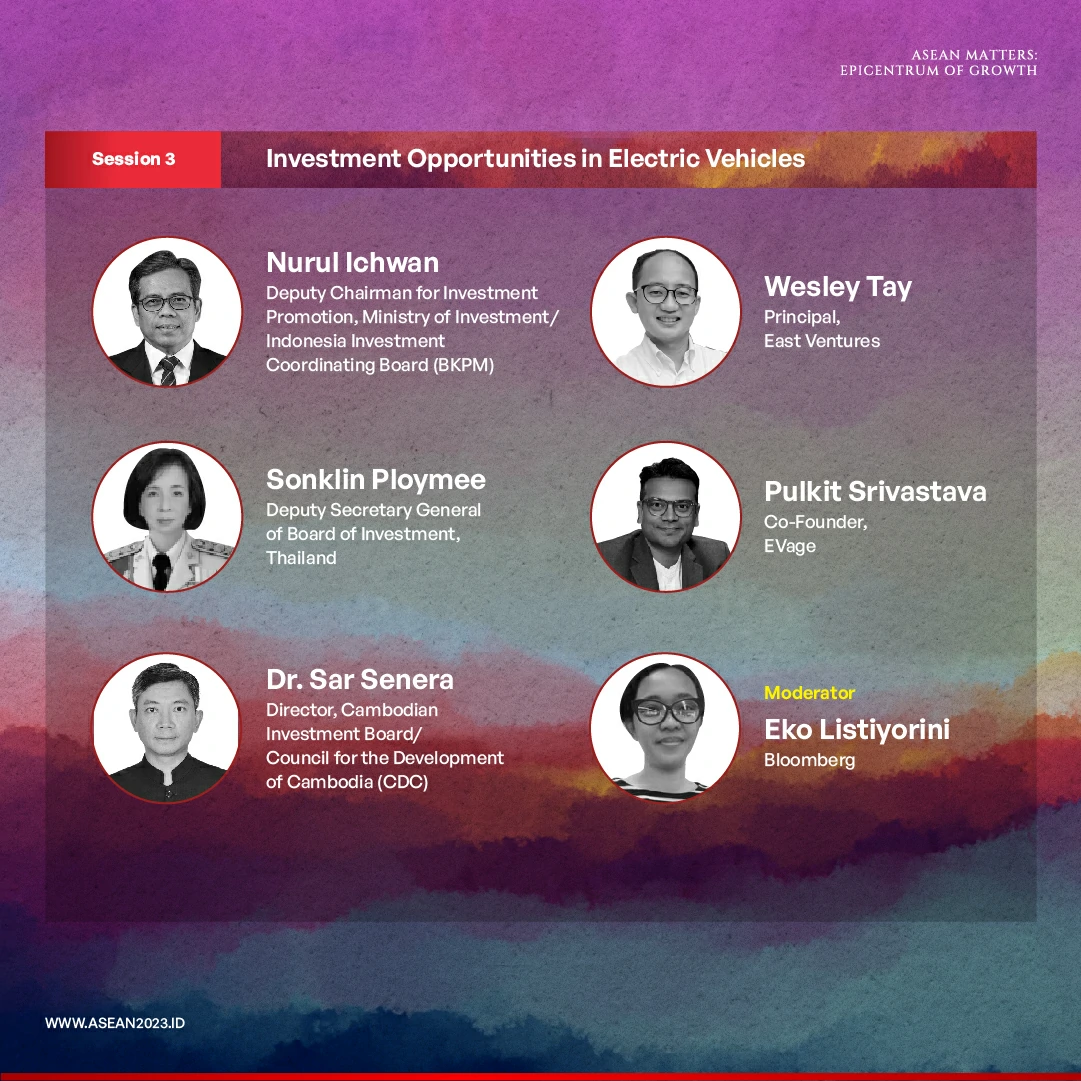 ASEAN MATTERS:
EPICENTRUM OF GROWTH
Session 3
Investment Opportunities in Electric Vehicles
Nurul Ichwan
Deputy Chairman for Investment
Promotion, Ministry of Investment/
Indonesia Investment
Coordinating Board (BKPM)
Wesley Tay
Principal,
East Ventures
Sonklin Ploymee
Deputy Secretary General
of Board of Investment,
Thailand
Pulkit Srivastava
Co-Founder,
EVage
Dr. Sar Senera
Director, Cambodian
Investment Board/
Council for the Development
of Cambodia (CDC)
Moderator
Eko Listiyorini
Bloomberg
WWW.ASEAN2023.ID